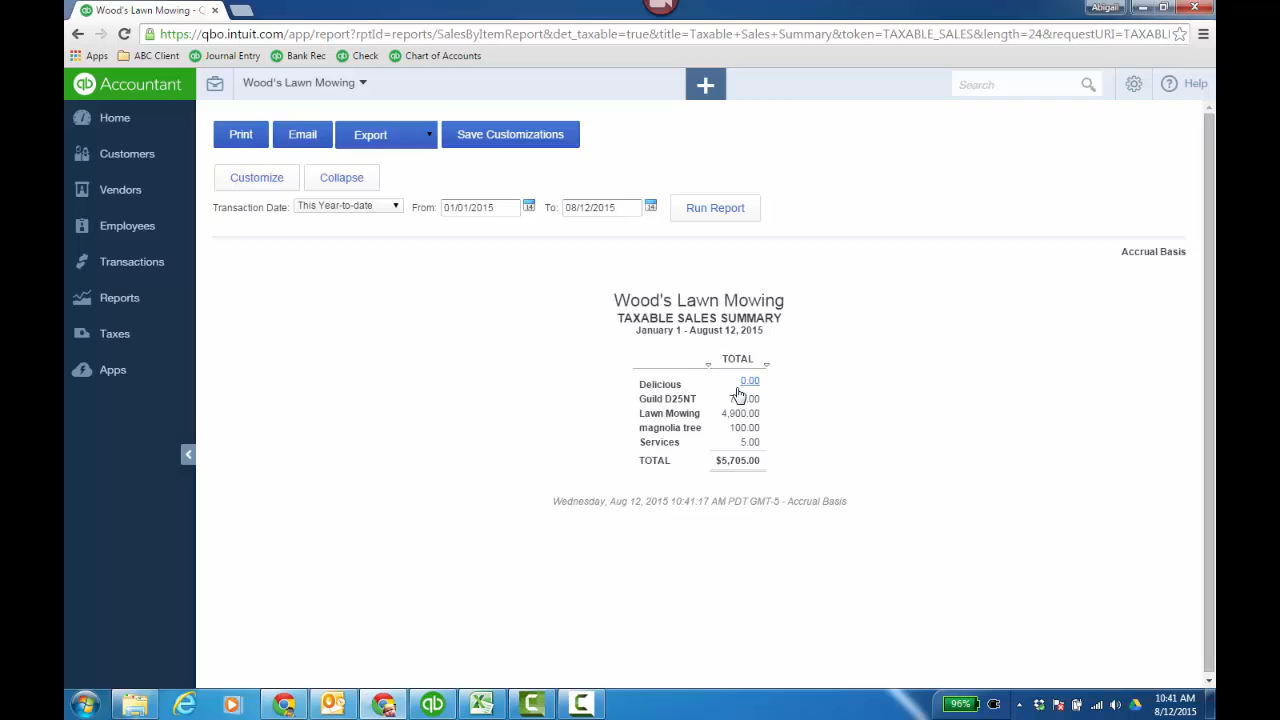 Wood's Lawn Mowing - Q
Abigail
https://qbo.intuit.com/app/report?rptId=reports/SalesByItemReport&det_taxable=true&title=Taxable+Sales+Summary&token=TAXABLE_SALES&length=24&requestURI=TAXABL
Apps ABC Client Journal Entry Bank Rec Check Chart of Accounts
qb Accountant Wood's Lawn Mowing + Search Help
Home
Customers
Vendors
Employees
Transactions
Reports
Taxes
Apps
Print Email Export Save Customizations
Customize Collapse
Transaction Date: This Year-to-date From: 01/01/2015 To: 08/12/2015 Run Report
Accrual Basis
Wood's Lawn Mowing
TAXABLE SALES SUMMARY
January 1 - August 12, 2015
TOTAL
Delicious 0.00
Guild D25NT
Lawn Mowing 4,900.00
magnolia tree 100.00
Services 5.00
TOTAL $5,705.00
Wednesday, Aug 12, 2015 10:41:17 AM PDT GMT-5 - Accrual Basis
96% 10:41 AM
8/12/2015